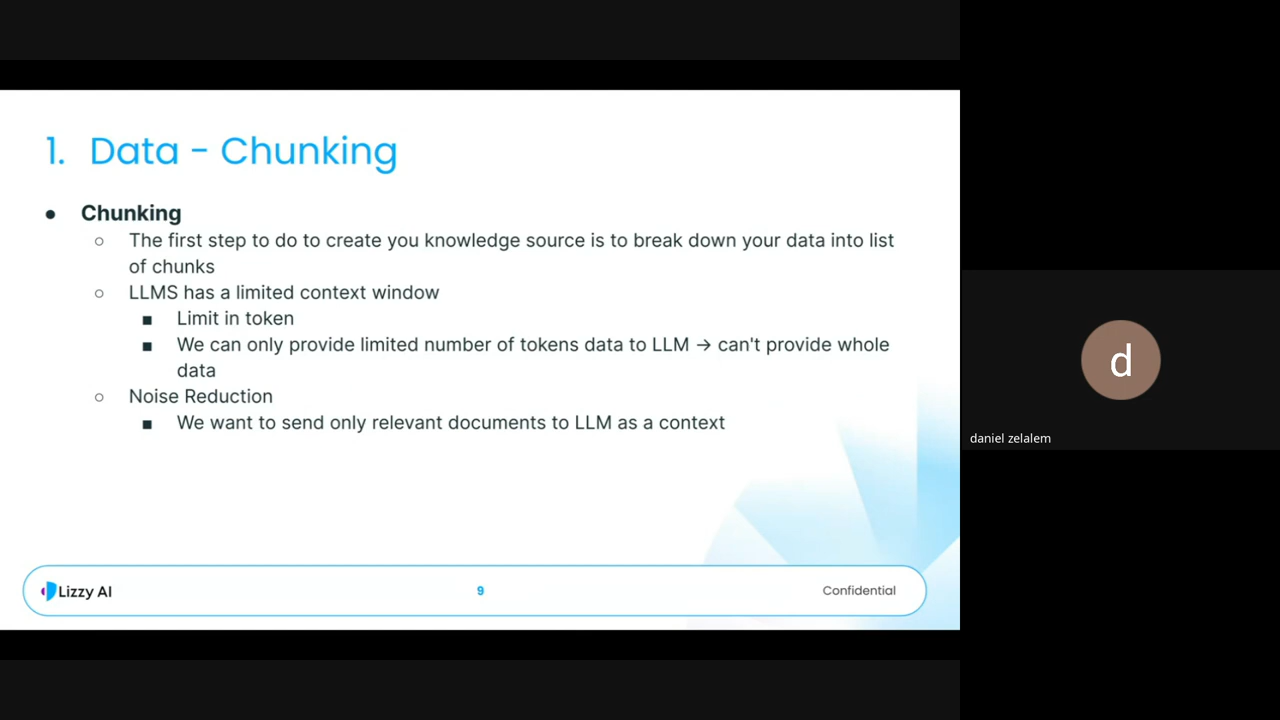 1. Data - Chunking
● Chunking
○ The first step to do to create you knowledge source is to break down your data into list
of chunks
○ LLMS has a limited context window
■ Limit in token
■ We can only provide limited number of tokens data to LLM → can't provide whole
data
○ Noise Reduction
■ We want to send only relevant documents to LLM as a context
Lizzy AI
9
Confidential
d
daniel zelalem